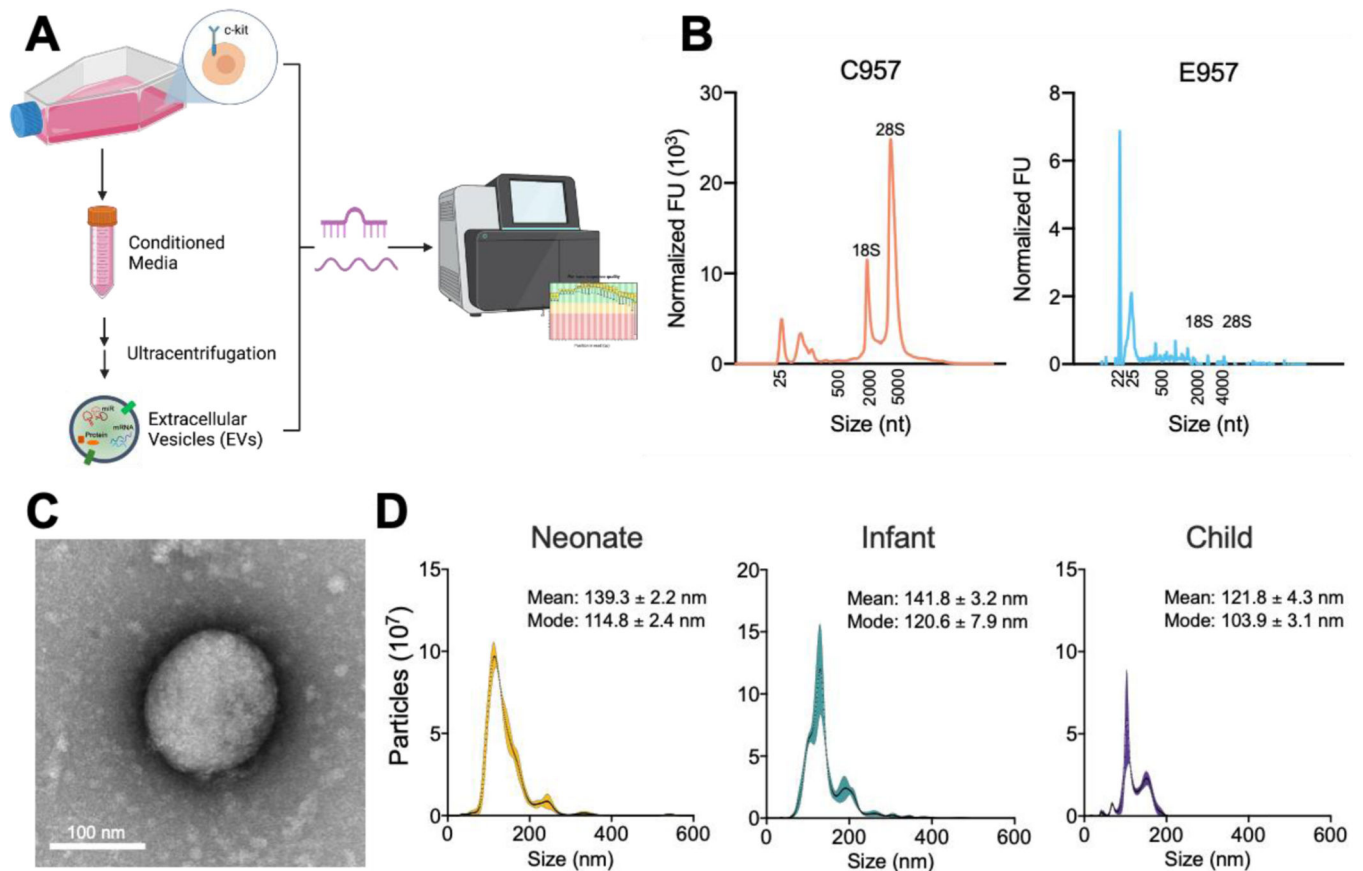 A
c-kit
Conditioned
Media
Ultracentrifugation
miR
Protein
mRNA
Extracellular
Vesicles (EVs)
B
C957
Normalized FU (10³)
30
20
10
0
18S
28S
25
500
2000
5000
Size (nt)
E957
Normalized FU
8
6
4
2
0
18S
28S
22
25
500
2000
4000
Size (nt)
C
100 nm
D
Neonate
Particles (10⁷)
15
10
5
0
Mean: 139.3 ± 2.2 nm
Mode: 114.8 ± 2.4 nm
0
200
400
600
Size (nm)
Infant
20
15
10
5
0
Mean: 141.8 ± 3.2 nm
Mode: 120.6 ± 7.9 nm
0
200
400
600
Size (nm)
Child
15
10
5
0
Mean: 121.8 ± 4.3 nm
Mode: 103.9 ± 3.1 nm
0
200
400
600
Size (nm)